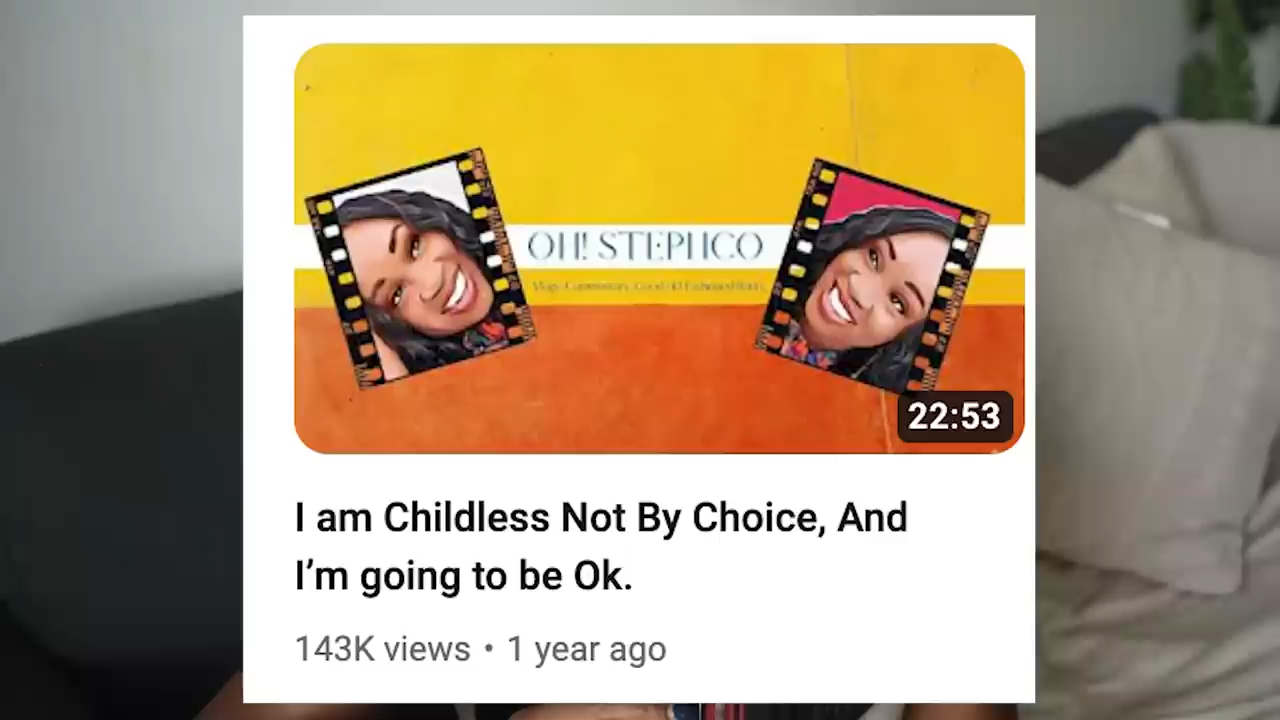 OH! STEPHCO
22:53
I am Childless Not By Choice, And
I'm going to be Ok.
143K views • 1 year ago